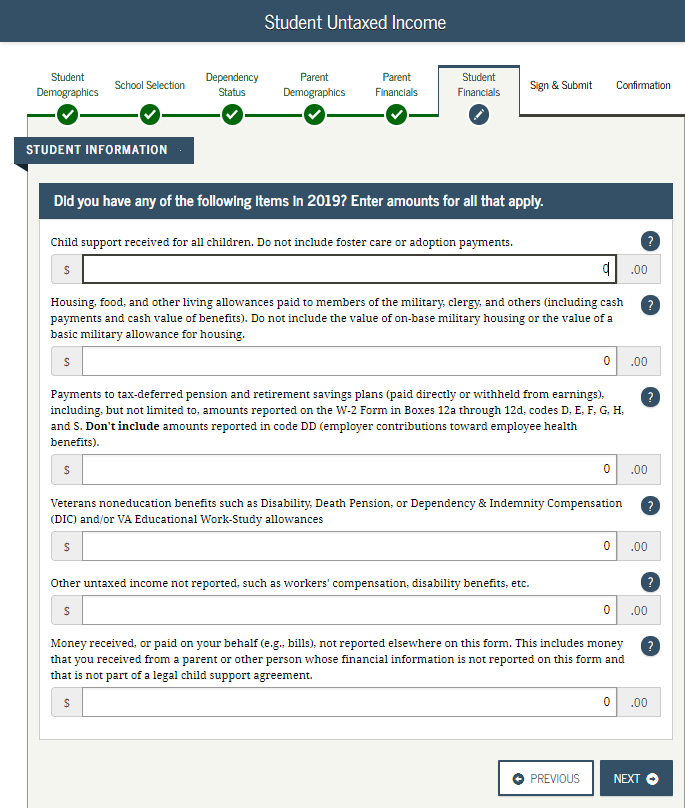 Student Untaxed Income
Student
Demographics
School Selection
Dependency
Status
Parent
Demographics
Parent
Financials
Student
Financials
Sign & Submit
Confirmation
STUDENT INFORMATION
Did you have any of the following items in 2019? Enter amounts for all that apply.
Child support received for all children. Do not include foster care or adoption payments.
?
$ 0 .00
Housing, food, and other living allowances paid to members of the military, clergy, and others (including cash
payments and cash value of benefits). Do not include the value of on-base military housing or the value of a
basic military allowance for housing.
?
$ 0 .00
Payments to tax-deferred pension and retirement savings plans (paid directly or withheld from earnings),
including, but not limited to, amounts reported on the W-2 Form in Boxes 12a through 12d, codes D, E, F, G, H,
and S. Don't include amounts reported in code DD (employer contributions toward employee health
benefits).
?
$ 0 .00
Veterans noneducation benefits such as Disability, Death Pension, or Dependency & Indemnity Compensation
(DIC) and/or VA Educational Work-Study allowances
?
$ 0 .00
Other untaxed income not reported, such as workers' compensation, disability benefits, etc.
?
$ 0 .00
Money received, or paid on your behalf (e.g., bills), not reported elsewhere on this form. This includes money
that you received from a parent or other person whose financial information is not reported on this form and
that is not part of a legal child support agreement.
?
$ 0 .00
PREVIOUS
NEXT